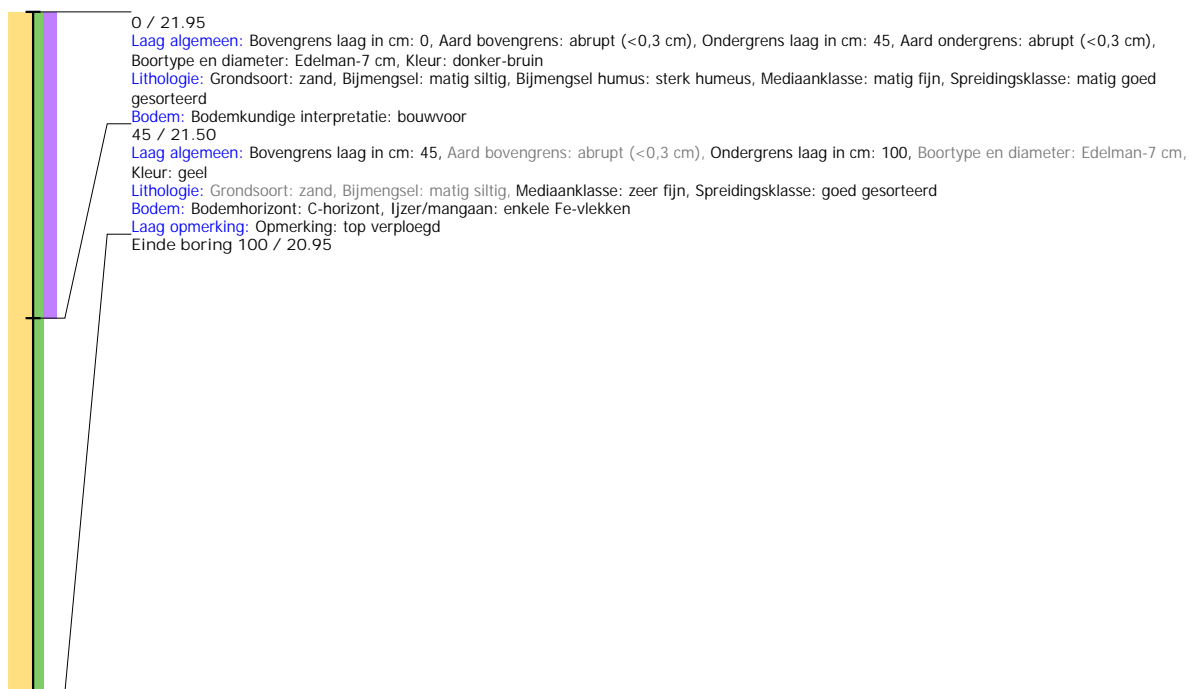 0 / 21.95
Laag algemeen: Bovengrens laag in cm: 0, Aard bovengrens: abrupt (<0,3 cm), Ondergrens laag in cm: 45, Aard ondergrens: abrupt (<0,3 cm),
Boortype en diameter: Edelman-7 cm, Kleur: donker-bruin
Lithologie: Grondsoort: zand, Bijmengsel: matig siltig, Bijmengsel humus: sterk humeus, Mediaanklasse: matig fijn, Spreidingsklasse: matig goed
gesorteerd
Bodem: Bodemkundige interpretatie: bouwvoor
45 / 21.50
Laag algemeen: Bovengrens laag in cm: 45, Aard bovengrens: abrupt (<0,3 cm), Ondergrens laag in cm: 100, Boortype en diameter: Edelman-7 cm,
Kleur: geel
Lithologie: Grondsoort: zand, Bijmengsel: matig siltig, Mediaanklasse: zeer fijn, Spreidingsklasse: goed gesorteerd
Bodem: Bodemhorizont: C-horizont, Ijzer/mangaan: enkele Fe-vlekken
Laag opmerking: Opmerking: top verploegd
Einde boring 100 / 20.95